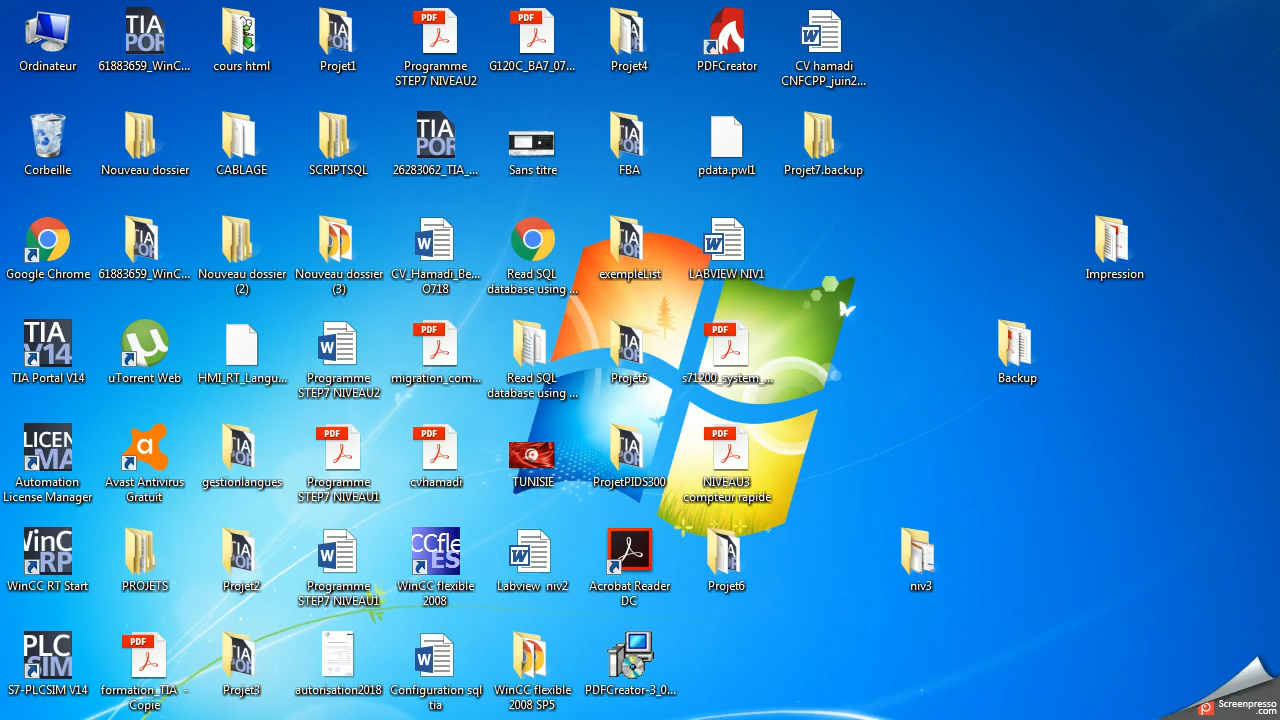 Ordinateur
61883659_WinC...
cours html
Projet1
Programme
STEP7 NIVEAU2
G120C_BA7_07...
Projet4
PDFCreator
CV hamadi
CNFCPP_juin2...
Corbeille
Nouveau dossier
CABLAGE
SCRIPTSQL
26283062_TIA_...
Sans titre
FBA
pdata.pwl1
Projet7.backup
Google Chrome
61883659_WinC...
Nouveau dossier
(2)
Nouveau dossier
(3)
CV_Hamadi_Be...
O718
Read SQL
database using ...
exempleList
LABVIEW NIV1
Impression
TIA Portal V14
uTorrent Web
HMI_RT_Langu...
Programme
STEP7 NIVEAU2
migration_com...
Read SQL
database using ...
Projet5
s71200_system_...
Backup
Automation
License Manager
Avast Antivirus
Gratuit
gestionlangues
Programme
STEP7 NIVEAU1
cvhamadi
TUNISIE
ProjetPIDS300
NIVEAU3
compteur rapide
WinCC RT Start
PROJETS
Projet2
Programme
STEP7 NIVEAU1
WinCC flexible
2008
Labview niv2
Acrobat Reader
DC
Projet6
niv3
S7-PLCSIM V14
formation_TIA -
Copie
Projet3
autorisation2018
Configuration sql
tia
WinCC flexible
2008 SP5
PDFCreator-3_0...
Screenpresso
.com